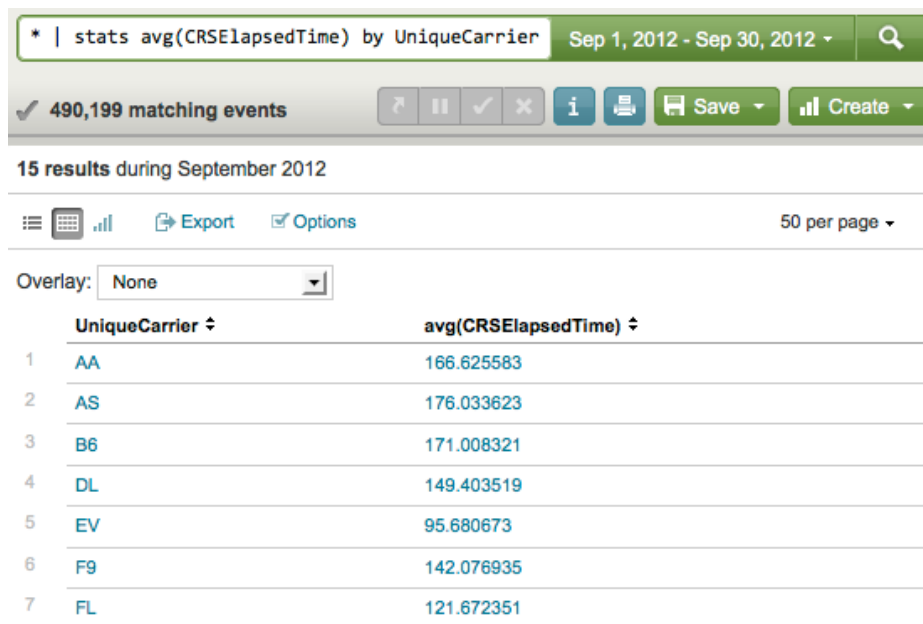 * | stats avg(CRSElapsedTime) by UniqueCarrier Sep 1, 2012 - Sep 30, 2012
490,199 matching events i Save Create
15 results during September 2012
Export Options 50 per page
Overlay: None
UniqueCarrier avg(CRSElapsedTime)
1 AA 166.625583
2 AS 176.033623
3 B6 171.008321
4 DL 149.403519
5 EV 95.680673
6 F9 142.076935
7 FL 121.672351